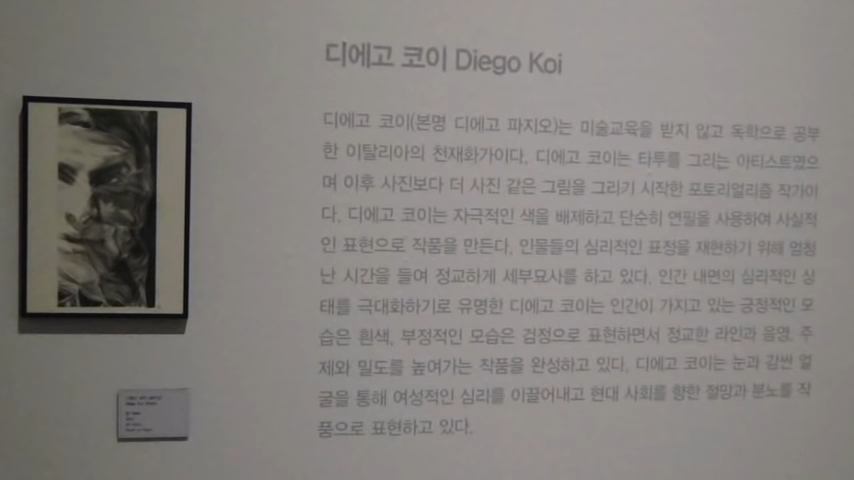 디에고 코이 Diego Koi
디에고 코이(본명 디에고 파지오)는 미술교육을 받지 않고 독학으로 공부
한 이탈리아의 천재화가이다. 디에고 코이는 타투를 그리는 아티스트였으
며 이후 사진보다 더 사진 같은 그림을 그리기 시작한 포토리얼리즘 작가이
다. 디에고 코이는 자극적인 색을 배제하고 단순히 연필을 사용하여 사실적
인 표현으로 작품을 만든다. 인물들의 심리적인 표정을 재현하기 위해 엄청
난 시간을 들여 정교하게 세부묘사를 하고 있다. 인간 내면의 심리적인 상
태를 극대화하기로 유명한 디에고 코이는 인간이 가지고 있는 긍정적인 모
습은 흰색, 부정적인 모습은 검정으로 표현하면서 정교한 라인과 음영, 주
제와 밀도를 높여가는 작품을 완성하고 있다. 디에고 코이는 눈과 감싼 얼
굴을 통해 여성적인 심리를 이끌어내고 현대 사회를 향한 절망과 분노를 작
품으로 표현하고 있다.